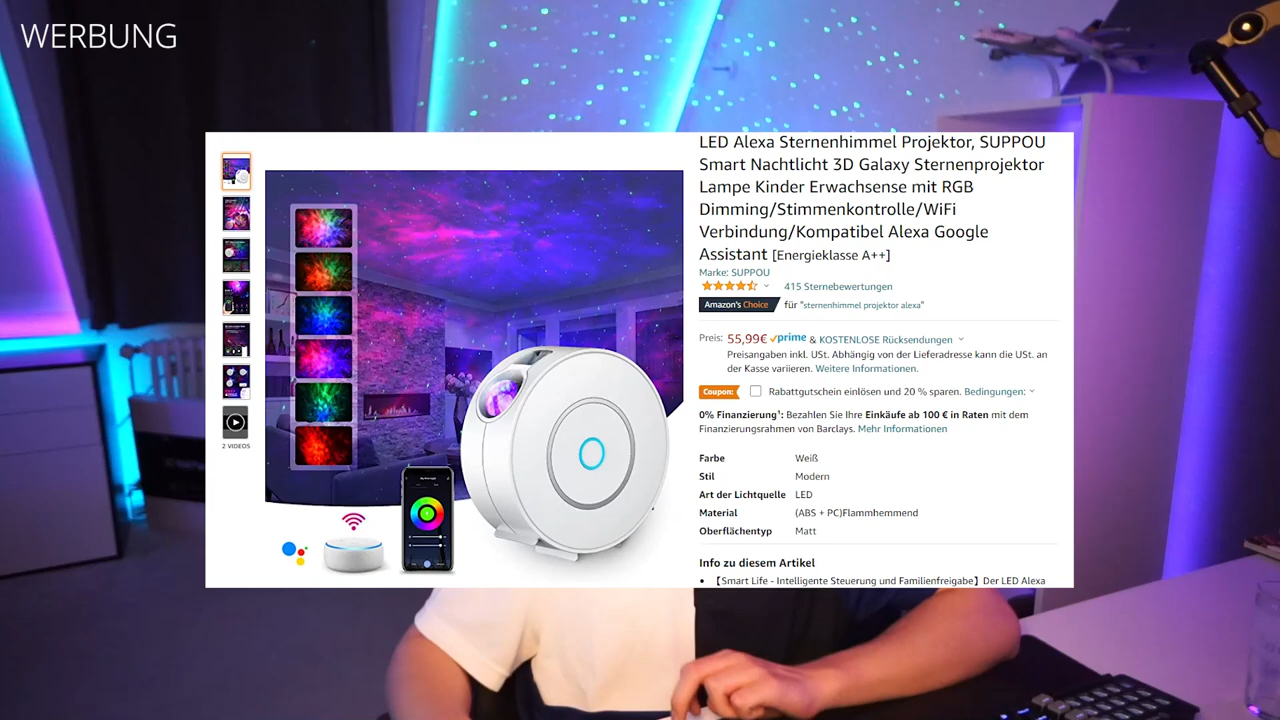 WERBUNG
LED Alexa Sternenhimmel Projektor, SUPPOU
Smart Nachtlicht 3D Galaxy Sternenprojektor
Lampe Kinder Erwachsense mit RGB
Dimming/Stimmenkontrolle/WiFi
Verbindung/Kompatibel Alexa Google
Assistant [Energieklasse A++]
Marke: SUPPOU
415 Sternebewertungen
Amazon's Choice für "sternenhimmel projektor alexa"
Preis: 55,99€ prime & KOSTENLOSE Rücksendungen
Preisangaben inkl. USt. Abhängig von der Lieferadresse kann die USt. an
der Kasse variieren. Weitere Informationen.
Coupon: Rabattgutschein einlösen und 20 % sparen. Bedingungen:
0% Finanzierung¹: Bezahlen Sie Ihre Einkäufe ab 100 € in Raten mit dem
Finanzierungsrahmen von Barclays. Mehr Informationen
Farbe Weiß
Stil Modern
Art der Lichtquelle LED
Material (ABS + PC)Flammhemmend
Oberflächentyp Matt
Info zu diesem Artikel
• 【Smart Life - Intelligente Steuerung und Familienfreigabe】Der LED Alexa
2 VIDEOS